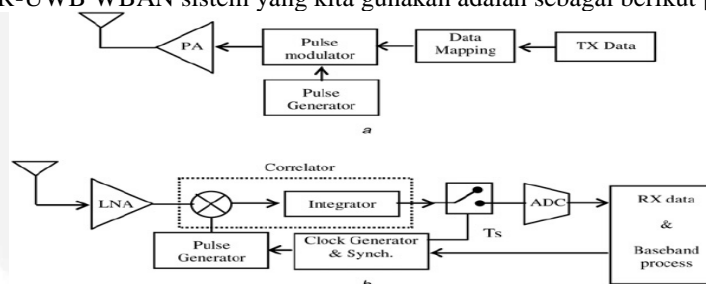 R-UWB WBAN sistem yang kita gunakan adalah sebagai berikut
PA
Pulse
modulator
Data
Mapping
TX Data
Pulse
Generator
a
Correlator
LNA
Integrator
ADC
RX data
&
Baseband
process
Ts
Pulse
Generator
Clock Generator
& Synch.